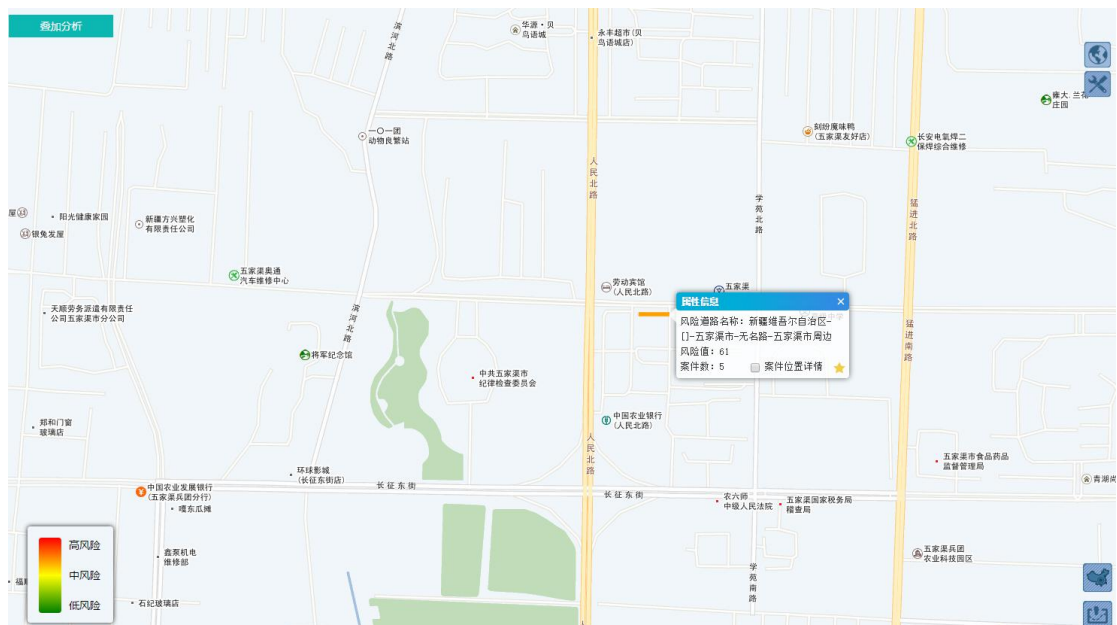 叠加分析
滨河北路
华源·贝
鸟语城
永丰超市(贝
鸟语城店)
雍大.兰花
庄园
一〇一团
动物良繁站
刻纷魔味鸭
(五家渠友好店)
长安电氩焊二
保焊综合维修
人民北路
学苑北路
猛进北路
屋
阳光健康家园
新疆方兴塑化
有限责任公司
银兔发屋
五家渠奥通
汽车维修中心
劳动宾馆
(人民北路)
五家渠
天顺劳务派遣有限责任
公司五家渠市分公司
滨河北路
属性信息
×
风险道路名称: 新疆维吾尔自治区-
[]-五家渠市-无名路-五家渠市周边
风险值: 61
案件数: 5
案件位置详情
猛进南路
将军纪念馆
中共五家渠市
纪律检查委员会
郑和门窗
玻璃店
中国农业银行
(人民北路)
人民北路
五家渠市食品药品
监督管理局
环球影城
(长征东街店)
长征东街
长征东街
中国农业发展银行
(五家渠兵团分行)
嘎东瓜摊
农六师
中级人民法院
五家渠国家税务局
稽查局
青湖尚
鑫泵机电
维修部
五家渠兵团
农业科技园区
学苑南路
石纪玻璃店
高风险
中风险
低风险